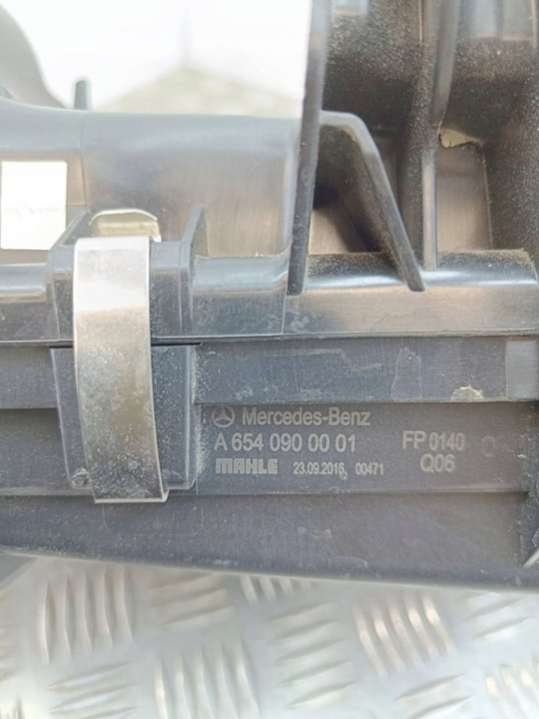 Mercedes-Benz
A 654 090 00 01 FP 0140
MAHLE 23.09.2016 00471 Q06